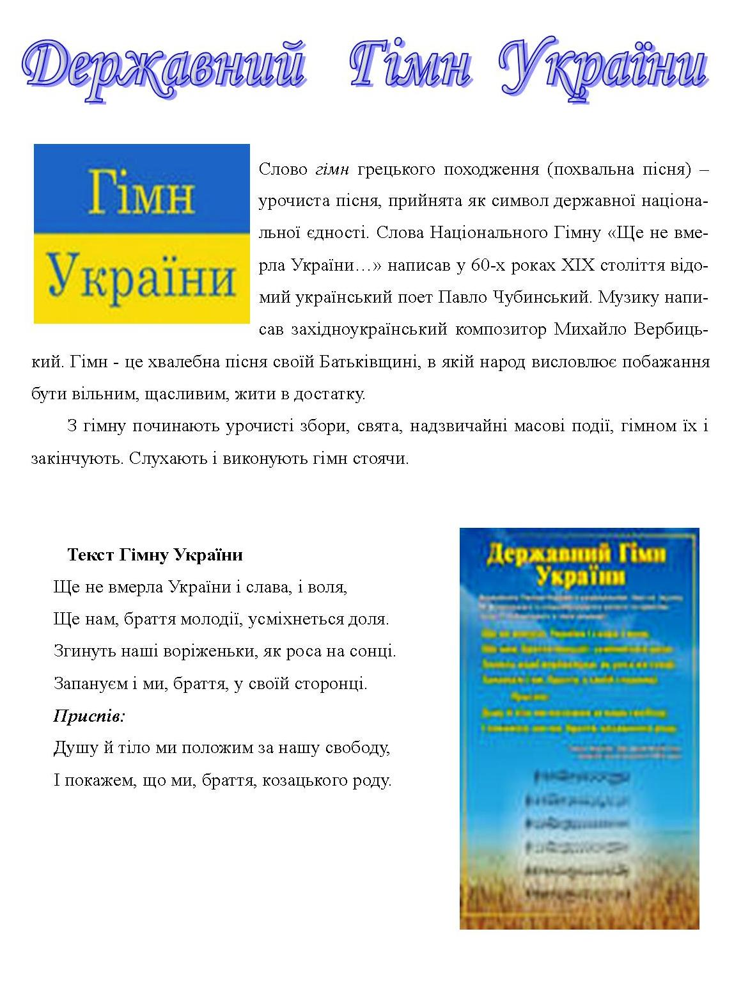 Державний Гімн України
Гімн
України
Слово гімн грецького походження (похвальна пісня) –
урочиста пісня, прийнята як символ державної націона-
льної єдності. Слова Національного Гімну «Ще не вме-
рла України…» написав у 60-х роках XIX століття відо-
мий український поет Павло Чубинський. Музику напи-
сав західноукраїнський композитор Михайло Вербиць-
кий. Гімн - це хвалебна пісня своїй Батьківщині, в якій народ висловлює побажання
бути вільним, щасливим, жити в достатку.
З гімну починають урочисті збори, свята, надзвичайні масові події, гімном їх і
закінчують. Слухають і виконують гімн стоячи.
Текст Гімну України
Ще не вмерла України і слава, і воля,
Ще нам, браття молодії, усміхнеться доля.
Згинуть наші воріженьки, як роса на сонці.
Запануєм і ми, браття, у своїй сторонці.
Приспів:
Душу й тіло ми положим за нашу свободу,
І покажем, що ми, браття, козацького роду.
Державний Гімн
України